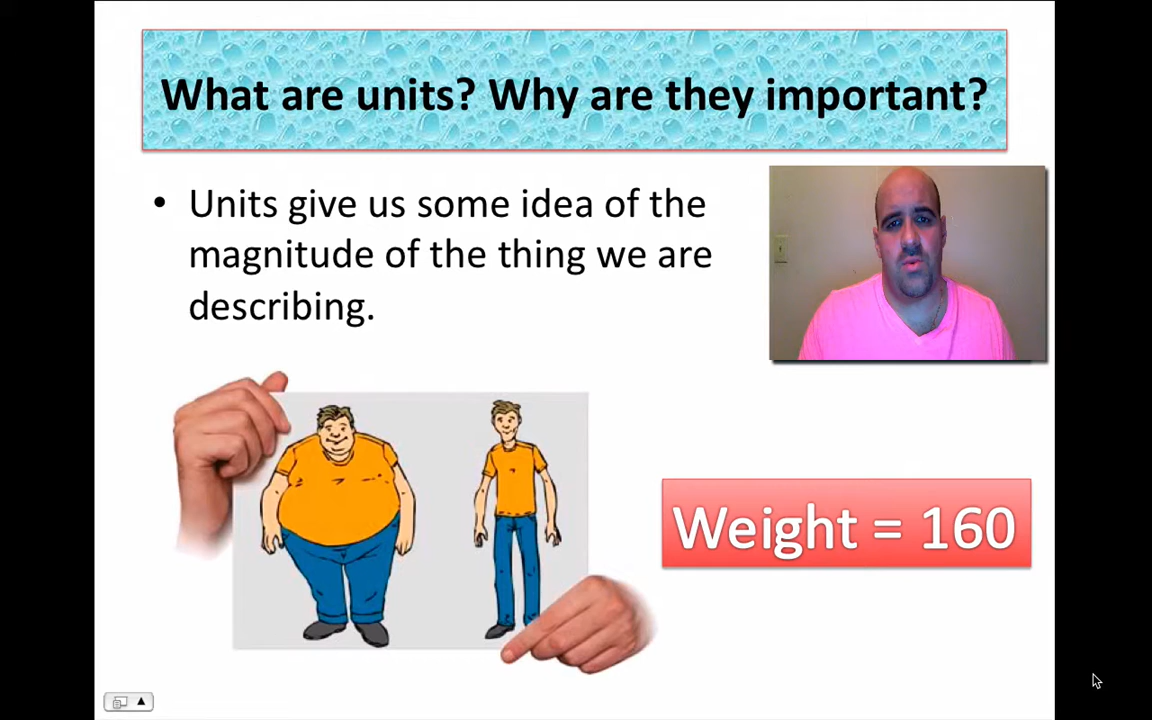 What are units? Why are they important?
• Units give us some idea of the
magnitude of the thing we are
describing.
Weight = 160